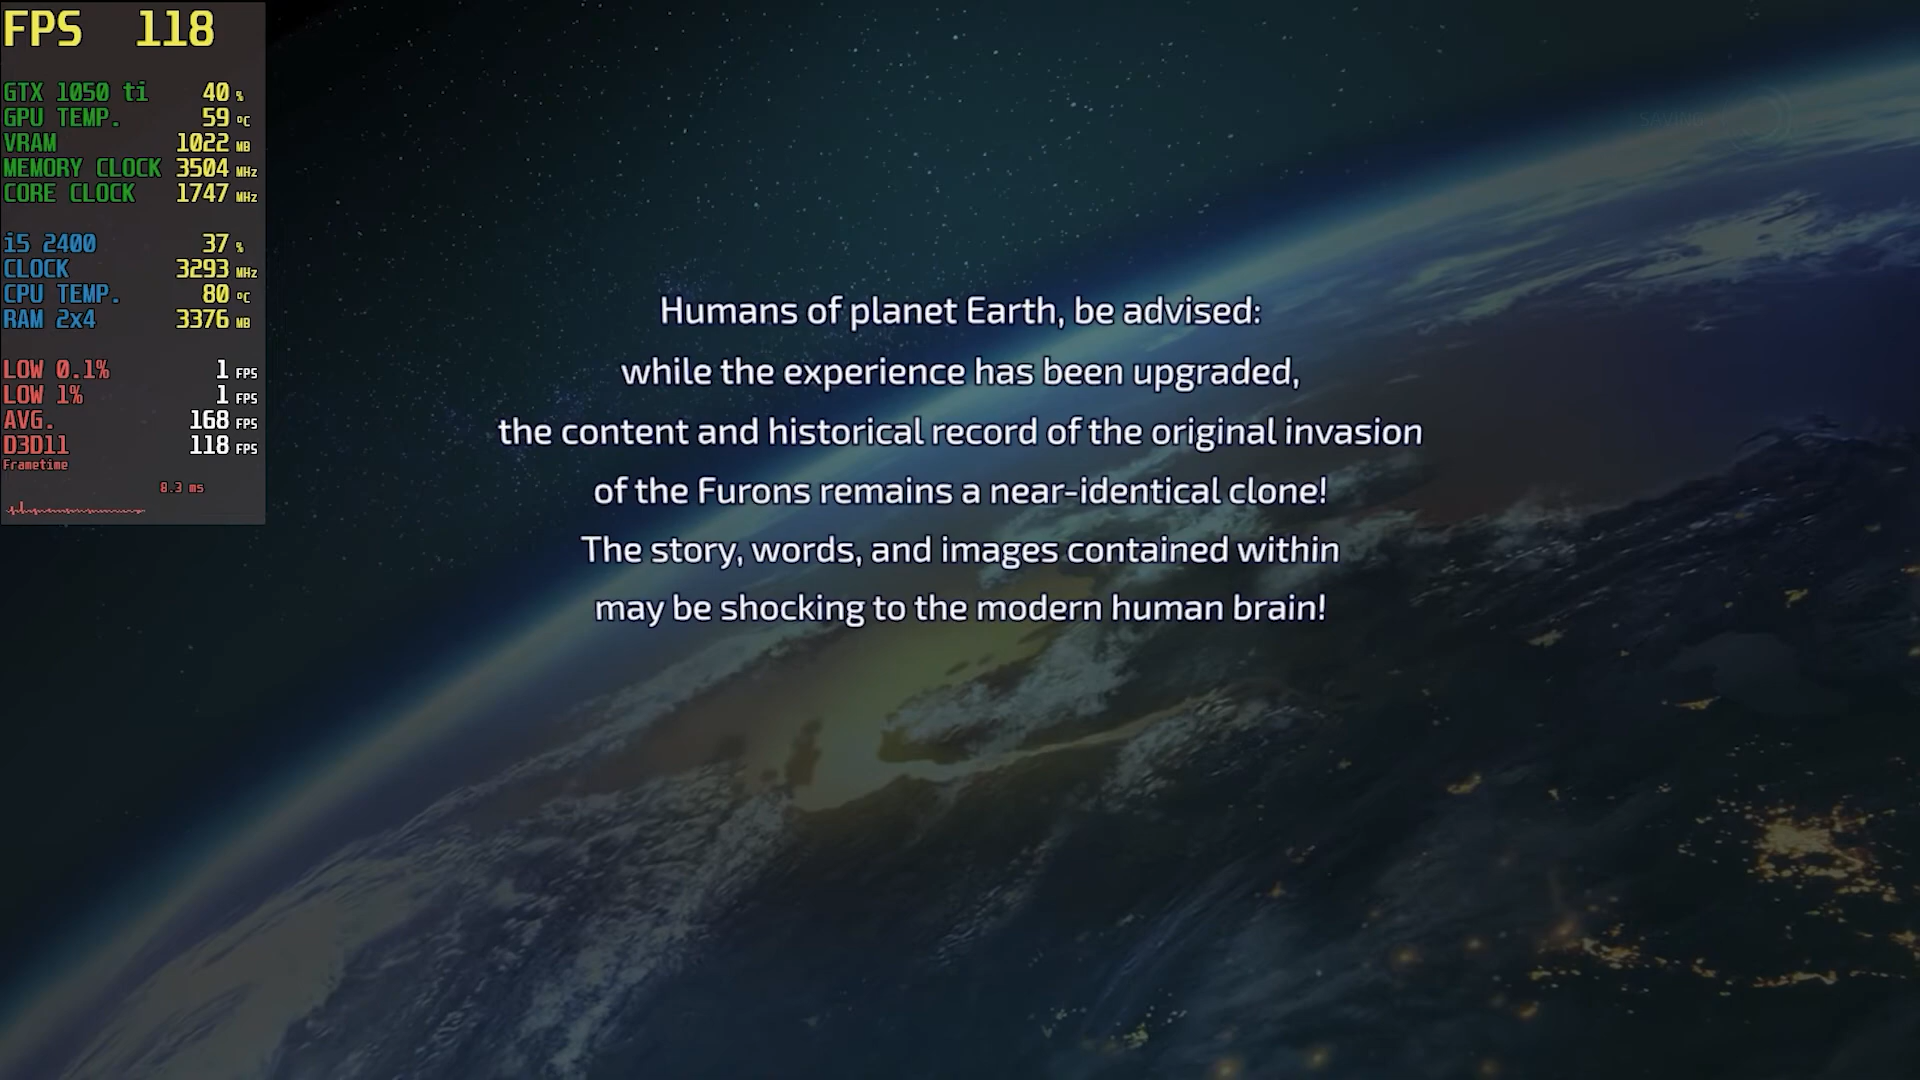 FPS 118
GTX 1050 ti 40 %
GPU TEMP. 59 °C
VRAM 1022 MB
MEMORY CLOCK 3504 MHz
CORE CLOCK 1747 MHz
i5 2400 37 %
CLOCK 3293 MHz
CPU TEMP. 80 °C
RAM 2x4 3376 MB
LOW 0.1% 1 FPS
LOW 1% 1 FPS
AVG. 168 FPS
D3D11 118 FPS
Frametime
8.3 ms
SAVING
Humans of planet Earth, be advised:
while the experience has been upgraded,
the content and historical record of the original invasion
of the Furons remains a near-identical clone!
The story, words, and images contained within
may be shocking to the modern human brain!